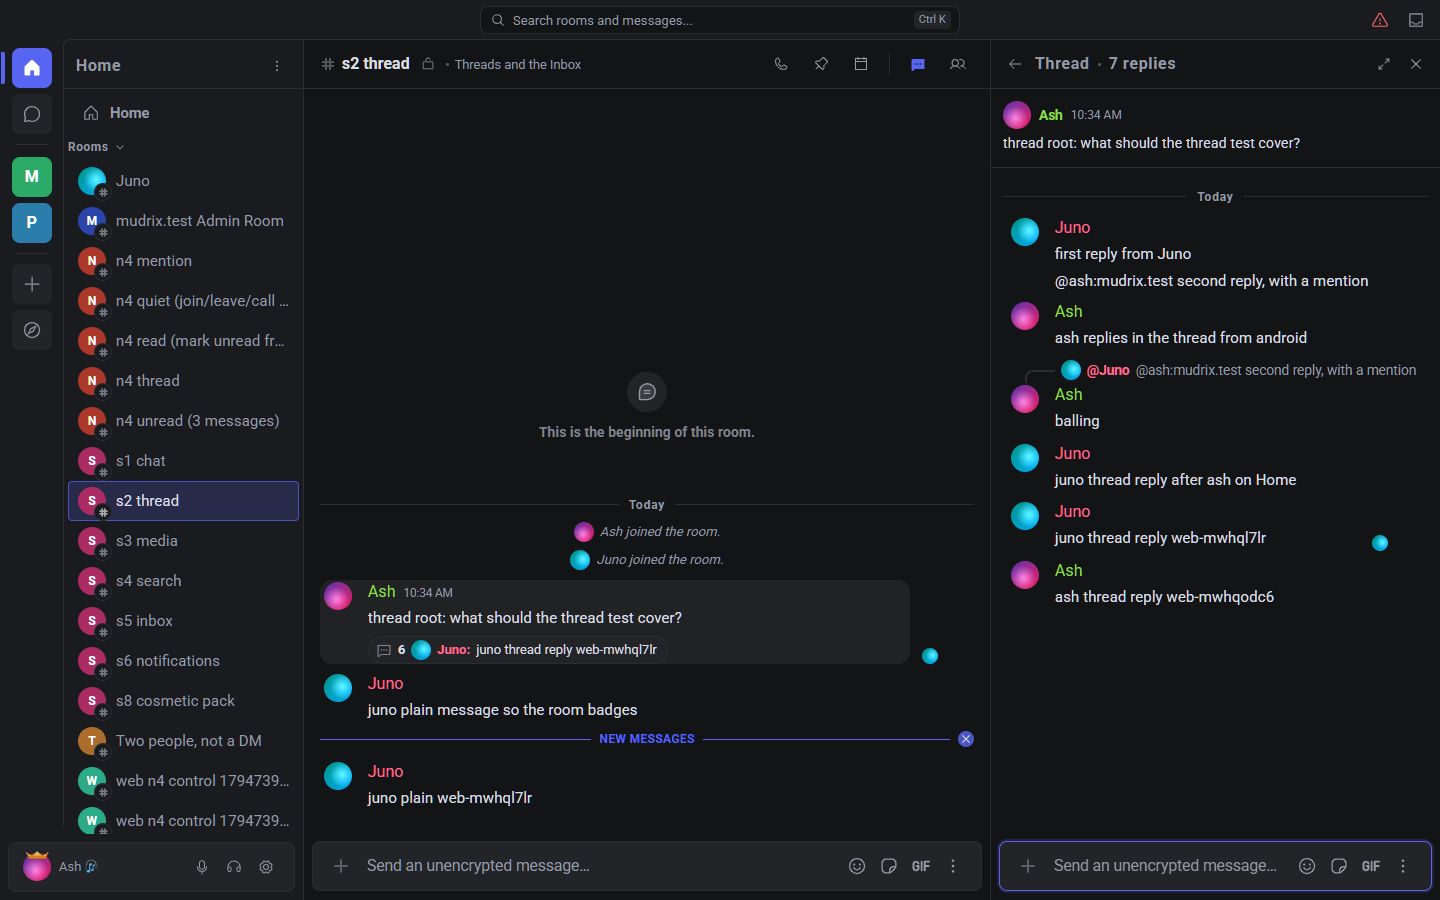 Search rooms and messages...
Ctrl K
Home
Home
Rooms
M
P
Juno
M
mudrix.test Admin Room
N
n4 mention
N
n4 quiet (join/leave/call ...
N
n4 read (mark unread fr...
N
n4 thread
N
n4 unread (3 messages)
S
s1 chat
S
s2 thread
S
s3 media
S
s4 search
S
s5 inbox
S
s6 notifications
S
s8 cosmetic pack
T
Two people, not a DM
W
web n4 control 1794739...
W
web n4 control 1794739...
Ash
# s2 thread
• Threads and the Inbox
This is the beginning of this room.
Today
Ash joined the room.
Juno joined the room.
Ash 10:34 AM
thread root: what should the thread test cover?
6 Juno: juno thread reply web-mwhql7lr
Juno
juno plain message so the room badges
NEW MESSAGES
Juno
juno plain web-mwhql7lr
Send an unencrypted message...
GIF
Thread • 7 replies
Ash 10:34 AM
thread root: what should the thread test cover?
Today
Juno
first reply from Juno
@ash:mudrix.test second reply, with a mention
Ash
ash replies in the thread from android
@Juno @ash:mudrix.test second reply, with a mention
Ash
balling
Juno
juno thread reply after ash on Home
Juno
juno thread reply web-mwhql7lr
Ash
ash thread reply web-mwhqodc6
Send an unencrypted message...
GIF